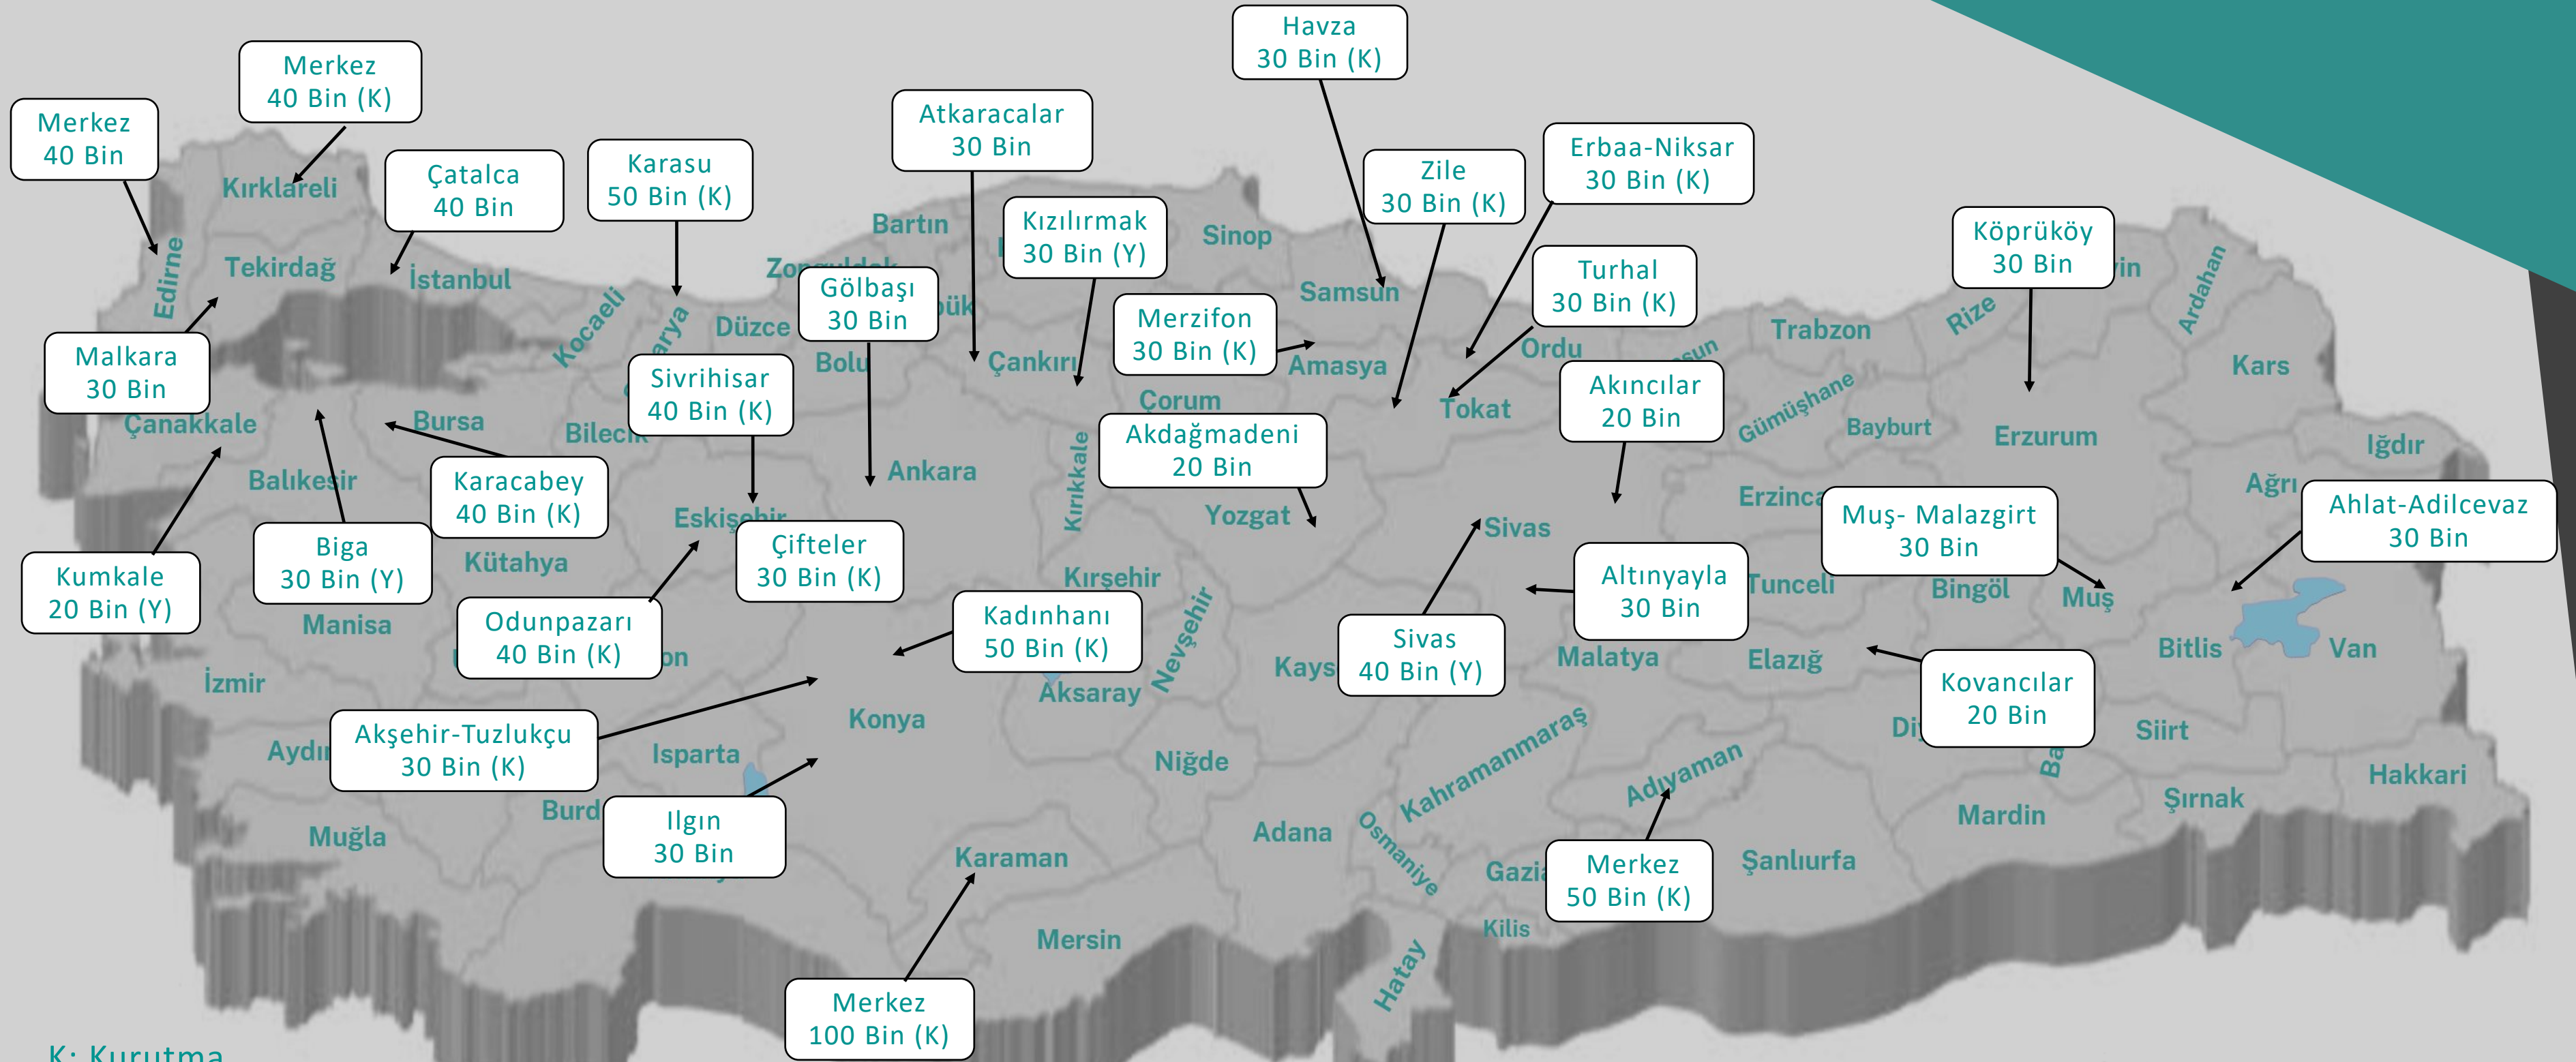 Havza
30 Bin (K)
Merkez
40 Bin (K)
Merkez
40 Bin
Atkaracalar
30 Bin
Erbaa-Niksar
30 Bin (K)
Karasu
50 Bin (K)
Çatalca
40 Bin
Zile
30 Bin (K)
Kırklareli
Kızılırmak
30 Bin (Y)
Köprüköy
30 Bin
Bartın
Sinop
Edirne
Tekirdağ
İstanbul
Turhal
30 Bin (K)
Ardahan
Gölbaşı
30 Bin
Samsun
Merzifon
30 Bin (K)
Kocaeli
Düzce
Trabzon
Rize
Malkara
30 Bin
Bolu
Çankırı
Amasya
Ordu
Kars
Sivrihisar
40 Bin (K)
Akıncılar
20 Bin
Çorum
Tokat
Gümüşhane
Bayburt
Erzurum
Çanakkale
Bursa
Bilecik
Akdağmadeni
20 Bin
Iğdır
Balıkesir
Karacabey
40 Bin (K)
Ankara
Kırıkkale
Ağrı
Ahlat-Adilcevaz
30 Bin
Muş- Malazgirt
30 Bin
Eskişehir
Yozgat
Sivas
Biga
30 Bin (Y)
Kütahya
Çifteler
30 Bin (K)
Kumkale
20 Bin (Y)
Kırşehir
Altınyayla
30 Bin
Tunceli
Bingöl
Muş
Manisa
Odunpazarı
40 Bin (K)
Kadınhanı
50 Bin (K)
Nevşehir
Sivas
40 Bin (Y)
Malatya
Elazığ
Bitlis
Van
İzmir
Aksaray
Kovancılar
20 Bin
Konya
Akşehir-Tuzlukçu
30 Bin (K)
Isparta
Niğde
Kahramanmaraş
Adıyaman
Siirt
Hakkari
Ilgın
30 Bin
Şırnak
Mardin
Muğla
Adana
Osmaniye
Karaman
Merkez
50 Bin (K)
Şanlıurfa
Kilis
Mersin
Hatay
Merkez
100 Bin (K)
K: Kurutma